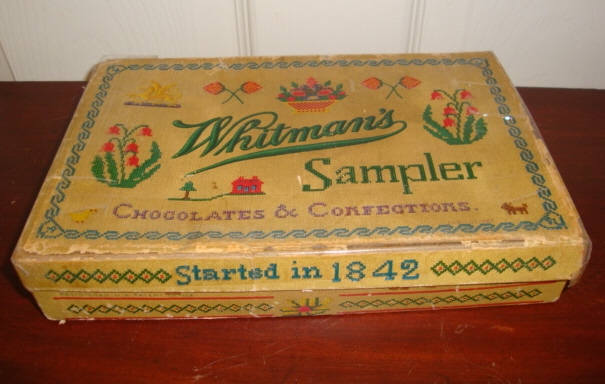 Whitman's
Sampler
CHOCOLATES & CONFECTIONS.
Started in 1842